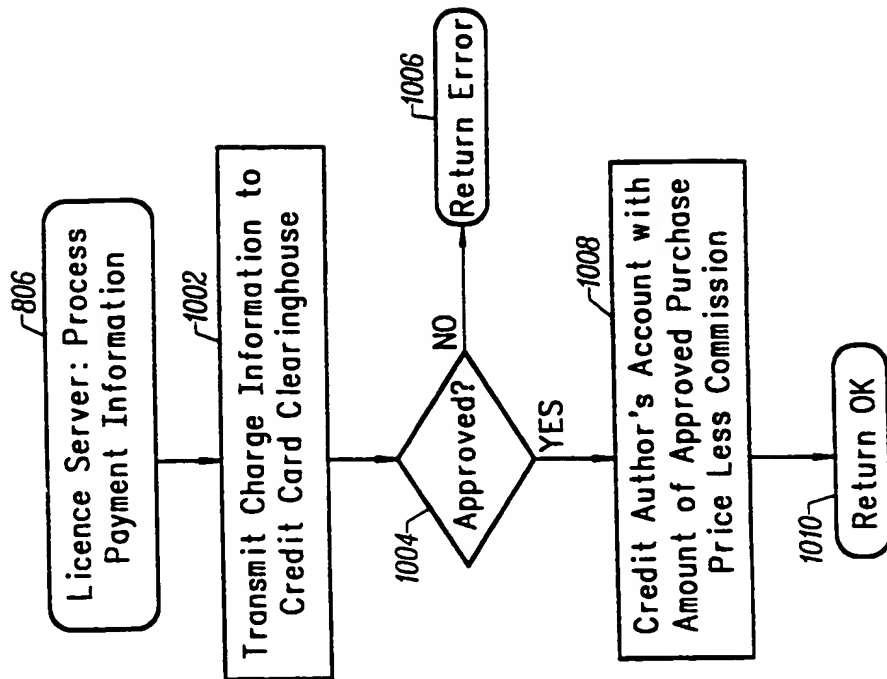 806
Licence Server: Process
Payment Information
1002
Transmit Charge Information to
Credit Card Clearinghouse
1004
Approved?
NO
1006
Return Error
YES
1008
Credit Author's Account with
Amount of Approved Purchase
Price Less Commission
1010
Return OK